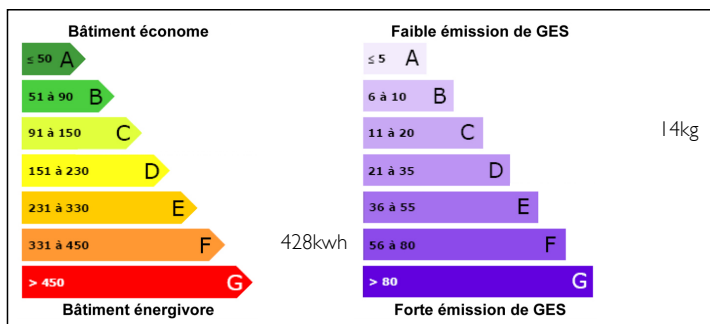 Bâtiment économe
≤ 50 A
51 à 90 B
91 à 150 C
151 à 230 D
231 à 330 E
331 à 450 F
428kwh
> 450 G
Bâtiment énergivore
Faible émission de GES
≤ 5 A
6 à 10 B
11 à 20 C
14kg
21 à 35 D
36 à 55 E
56 à 80 F
> 80 G
Forte émission de GES